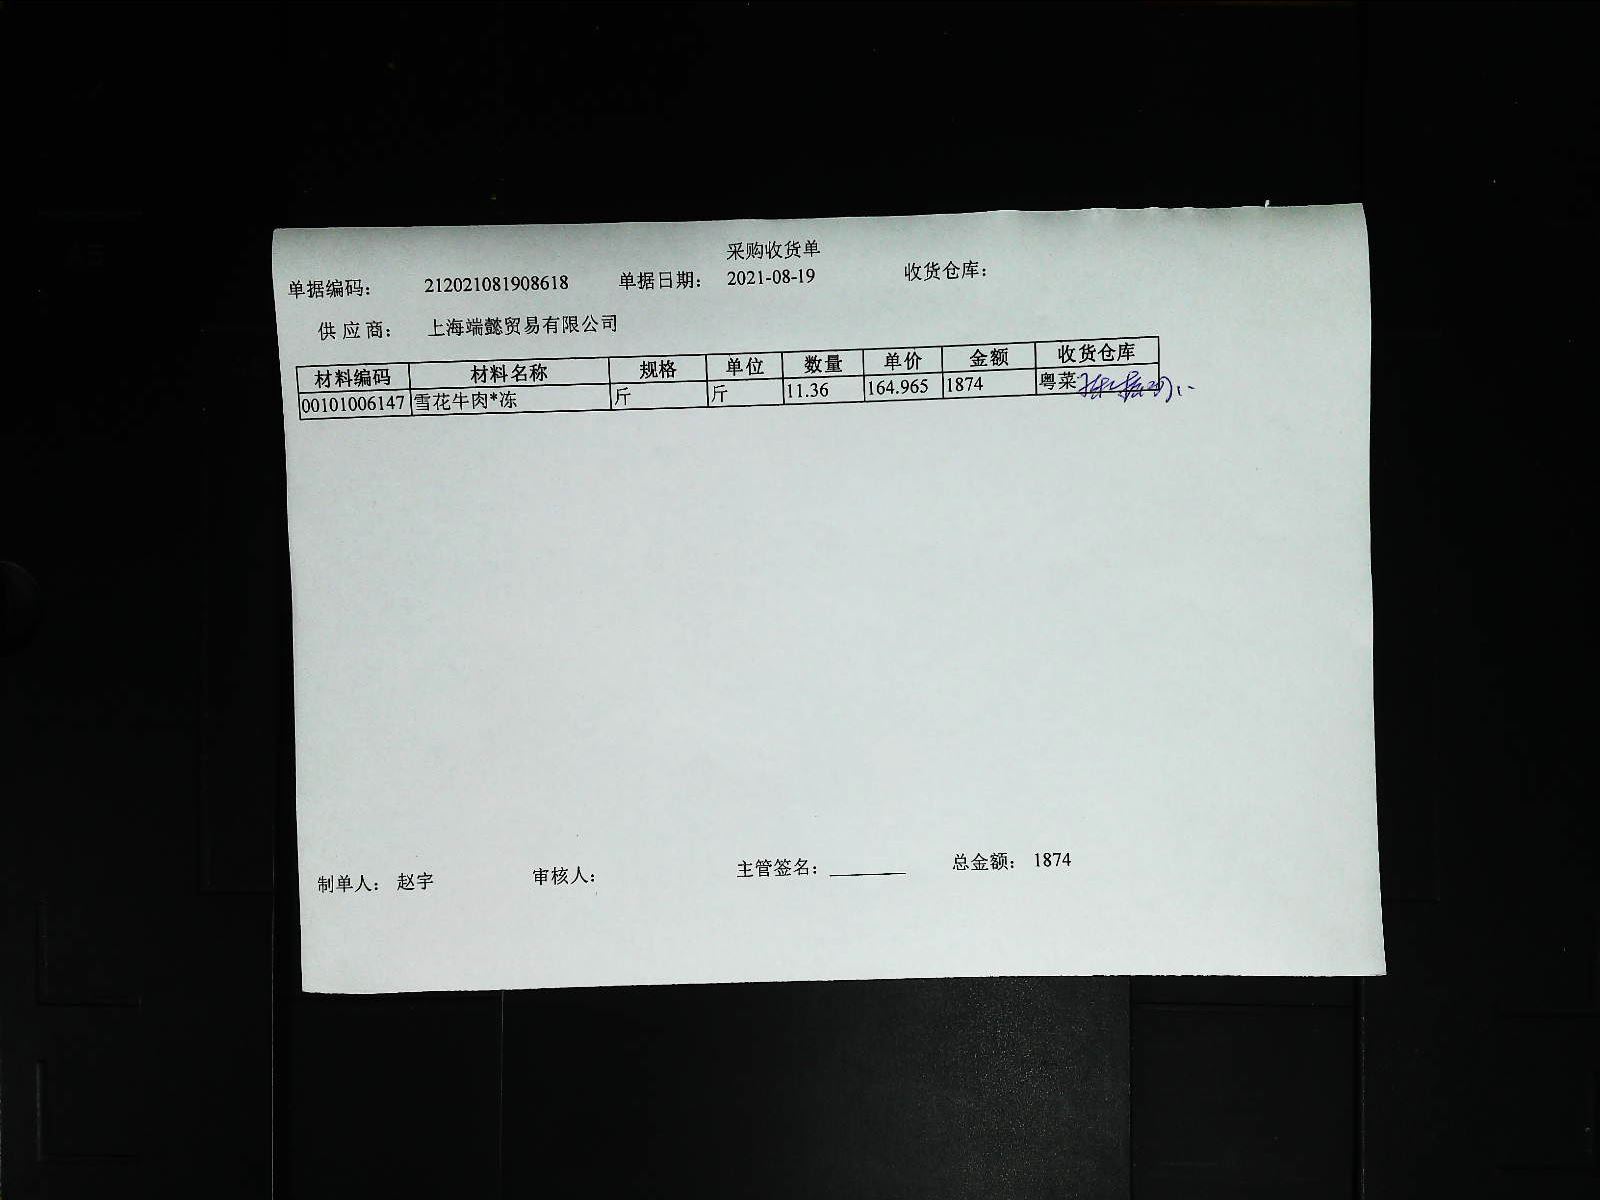 采购收货单
单据编码： 212021081908618 单据日期： 2021-08-19 收货仓库：
供应商： 上海端懿贸易有限公司
材料编码 材料名称 规格 单位 数量 单价 金额 收货仓库
00101006147 雪花牛肉*冻 斤 斤 11.36 164.965 1874 粤菜
制单人： 赵宇 审核人： 主管签名： 总金额： 1874